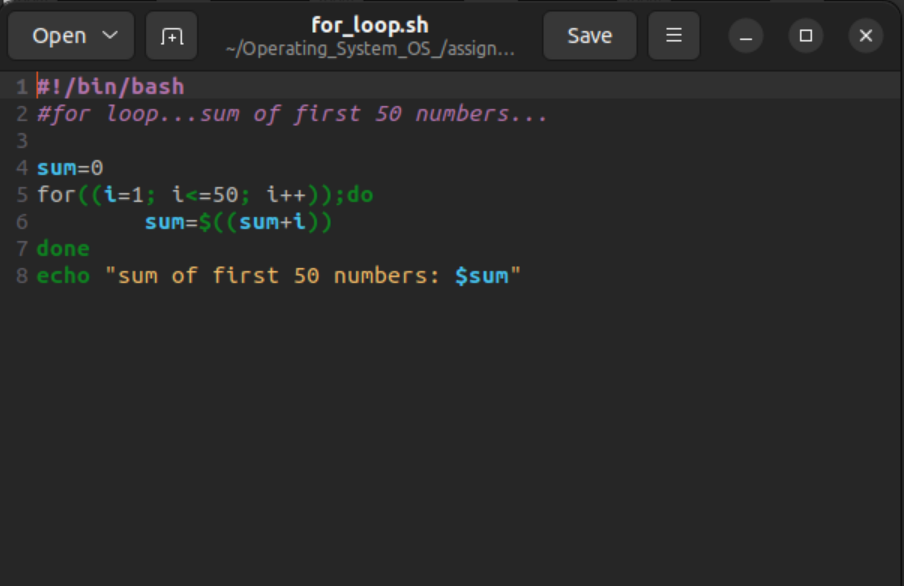 Open
for_loop.sh
~/Operating_System_OS_/assign...
Save
1 #!/bin/bash
2 #for loop...sum of first 50 numbers...
3
4 sum=0
5 for((i=1; i<=50; i++));do
6         sum=$((sum+i))
7 done
8 echo "sum of first 50 numbers: $sum"